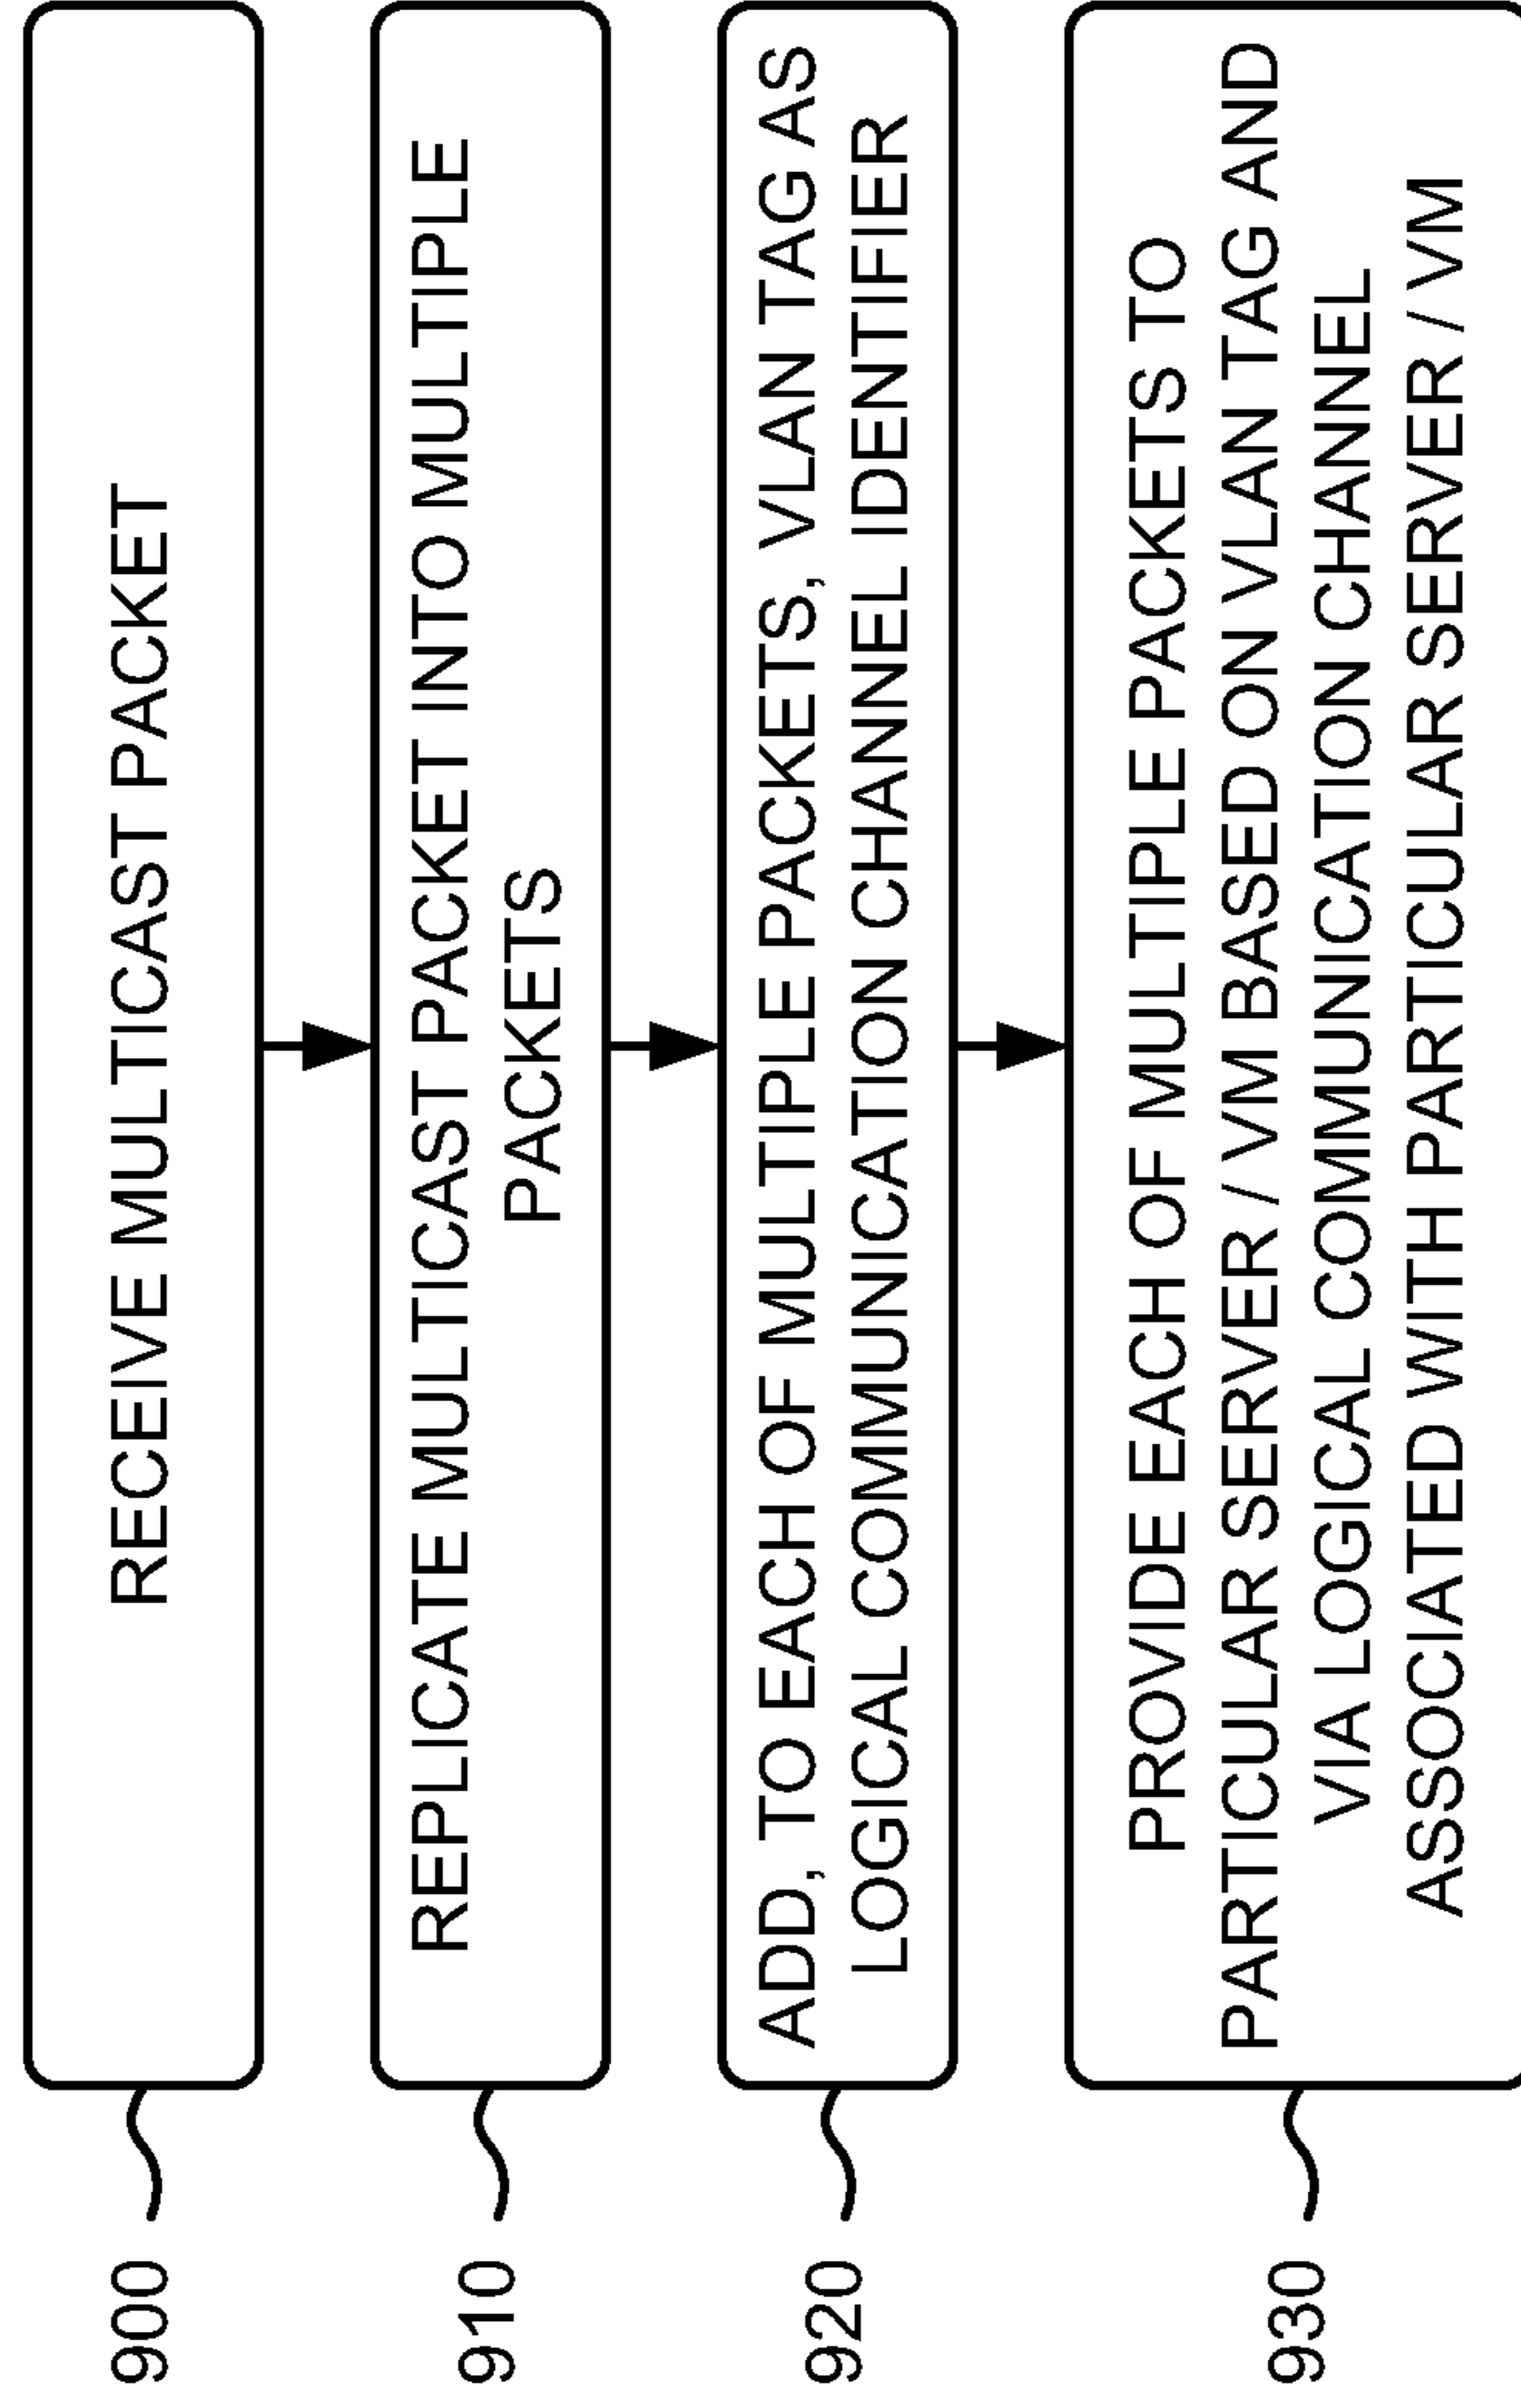 900
RECEIVE MULTICAST PACKET
910
REPLICATE MULTICAST PACKET INTO MULTIPLE
PACKETS
920
ADD, TO EACH OF MULTIPLE PACKETS, VLAN TAG AS
LOGICAL COMMUNICATION CHANNEL IDENTIFIER
930
PROVIDE EACH OF MULTIPLE PACKETS TO
PARTICULAR SERVER / VM BASED ON VLAN TAG AND
VIA LOGICAL COMMUNICATION CHANNEL
ASSOCIATED WITH PARTICULAR SERVER / VM